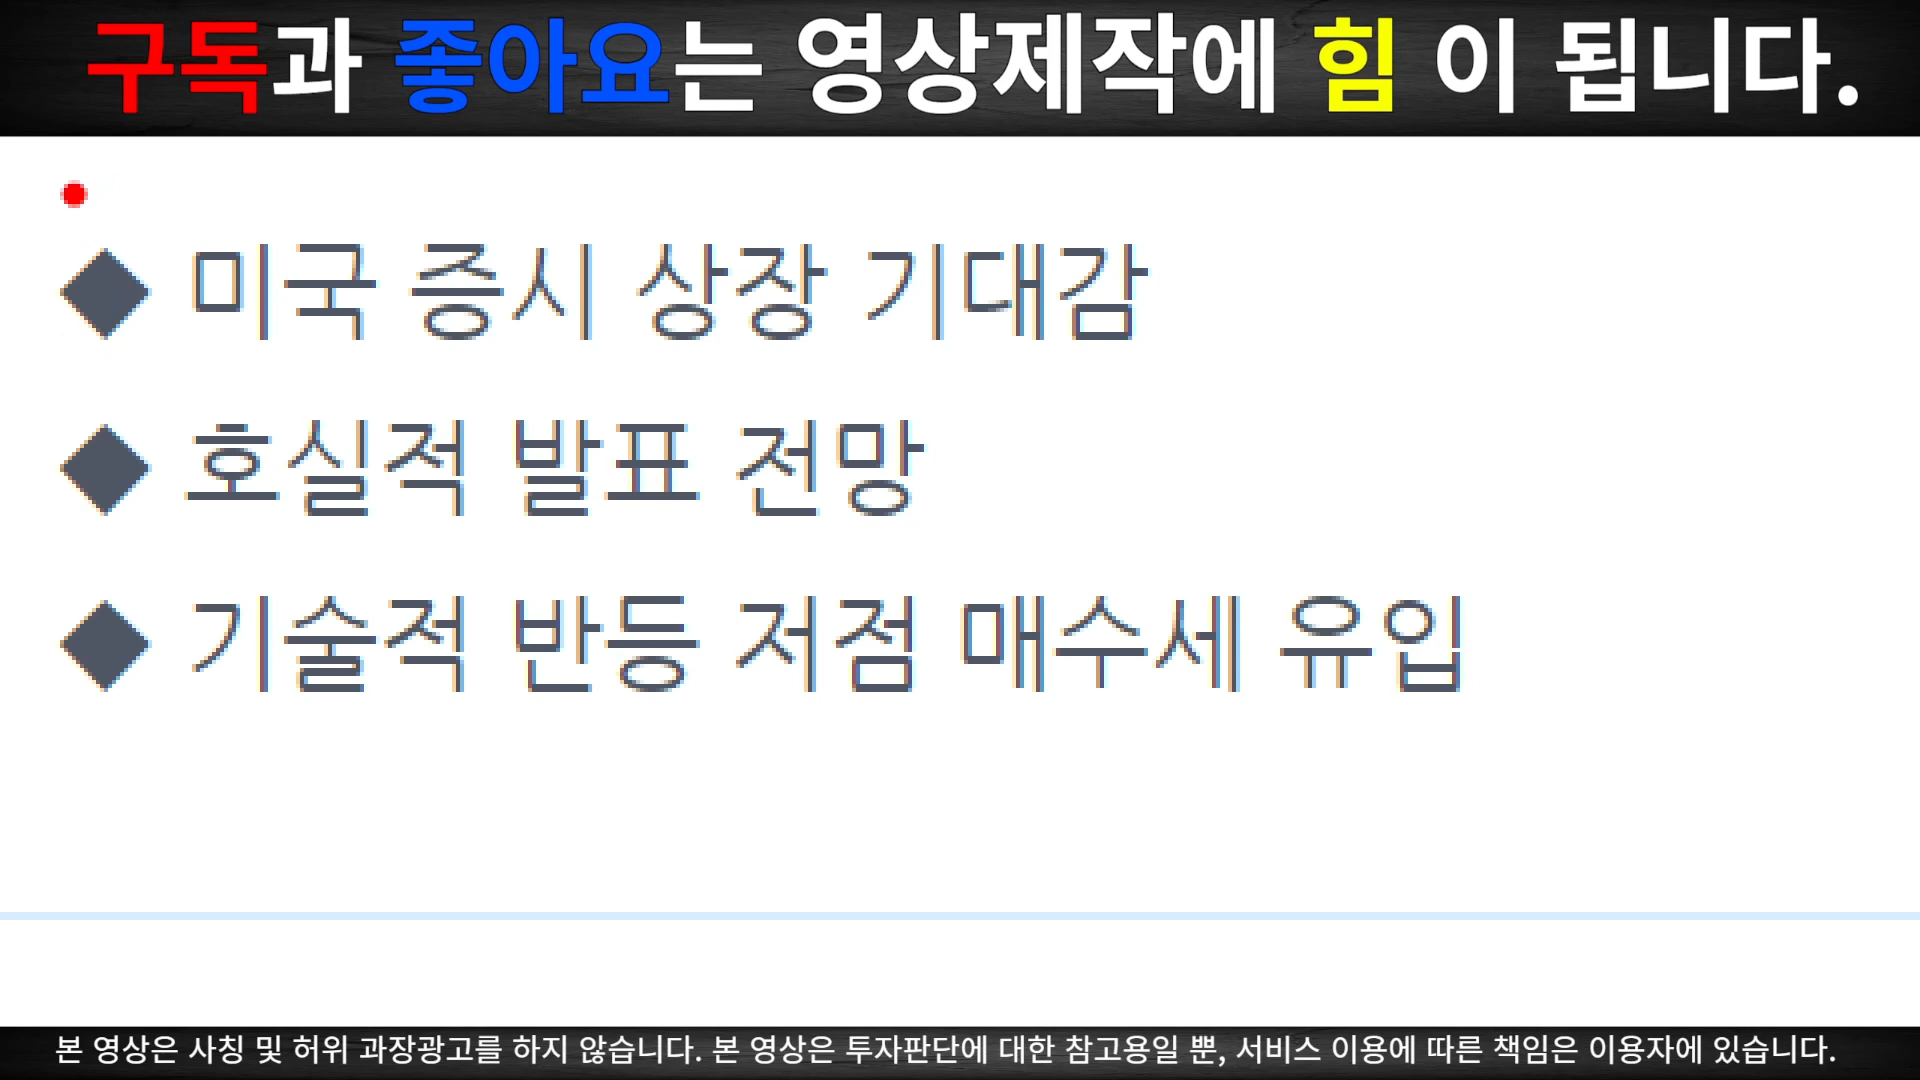 구독과 좋아요는 영상제작에 힘 이 됩니다.
◆ 미국 증시 상장 기대감
◆ 호실적 발표 전망
◆ 기술적 반등 저점 매수세 유입
본 영상은 사칭 및 허위 과장광고를 하지 않습니다. 본 영상은 투자판단에 대한 참고용일 뿐, 서비스 이용에 따른 책임은 이용자에 있습니다.